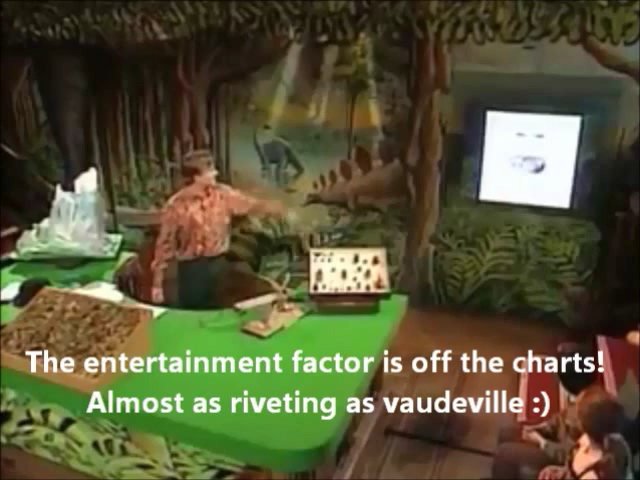 The entertainment factor is off the charts!
Almost as riveting as vaudeville :)